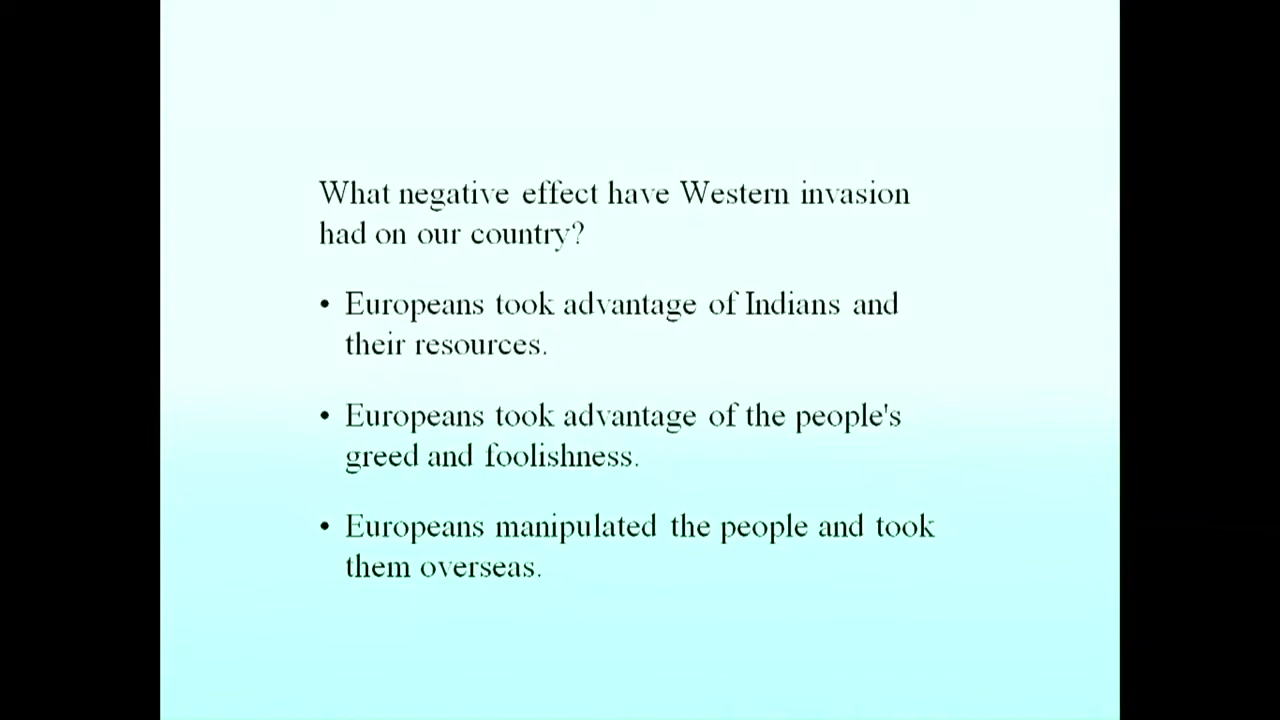 What negative effect have Western invasion
had on our country?
• Europeans took advantage of Indians and
their resources.
• Europeans took advantage of the people's
greed and foolishness.
• Europeans manipulated the people and took
them overseas.